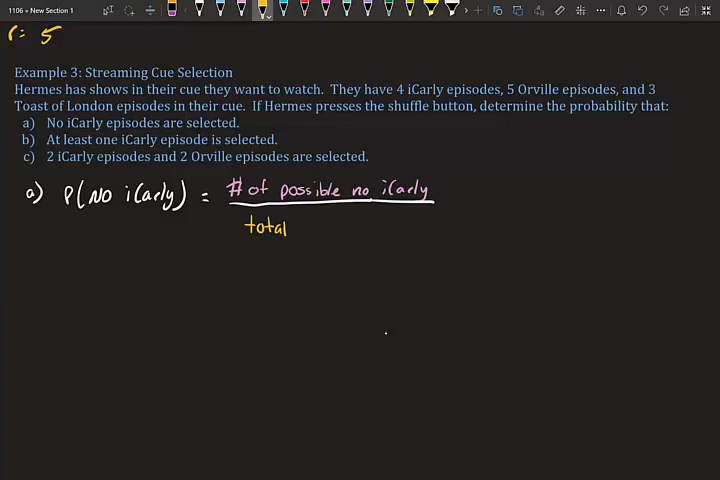 1106 » New Section 1
r = 5
Example 3: Streaming Cue Selection
Hermes has shows in their cue they want to watch. They have 4 iCarly episodes, 5 Orville episodes, and 3
Toast of London episodes in their cue. If Hermes presses the shuffle button, determine the probability that:
a) No iCarly episodes are selected.
b) At least one iCarly episode is selected.
c) 2 iCarly episodes and 2 Orville episodes are selected.
a) P(No iCarly) = # of possible no iCarly
total